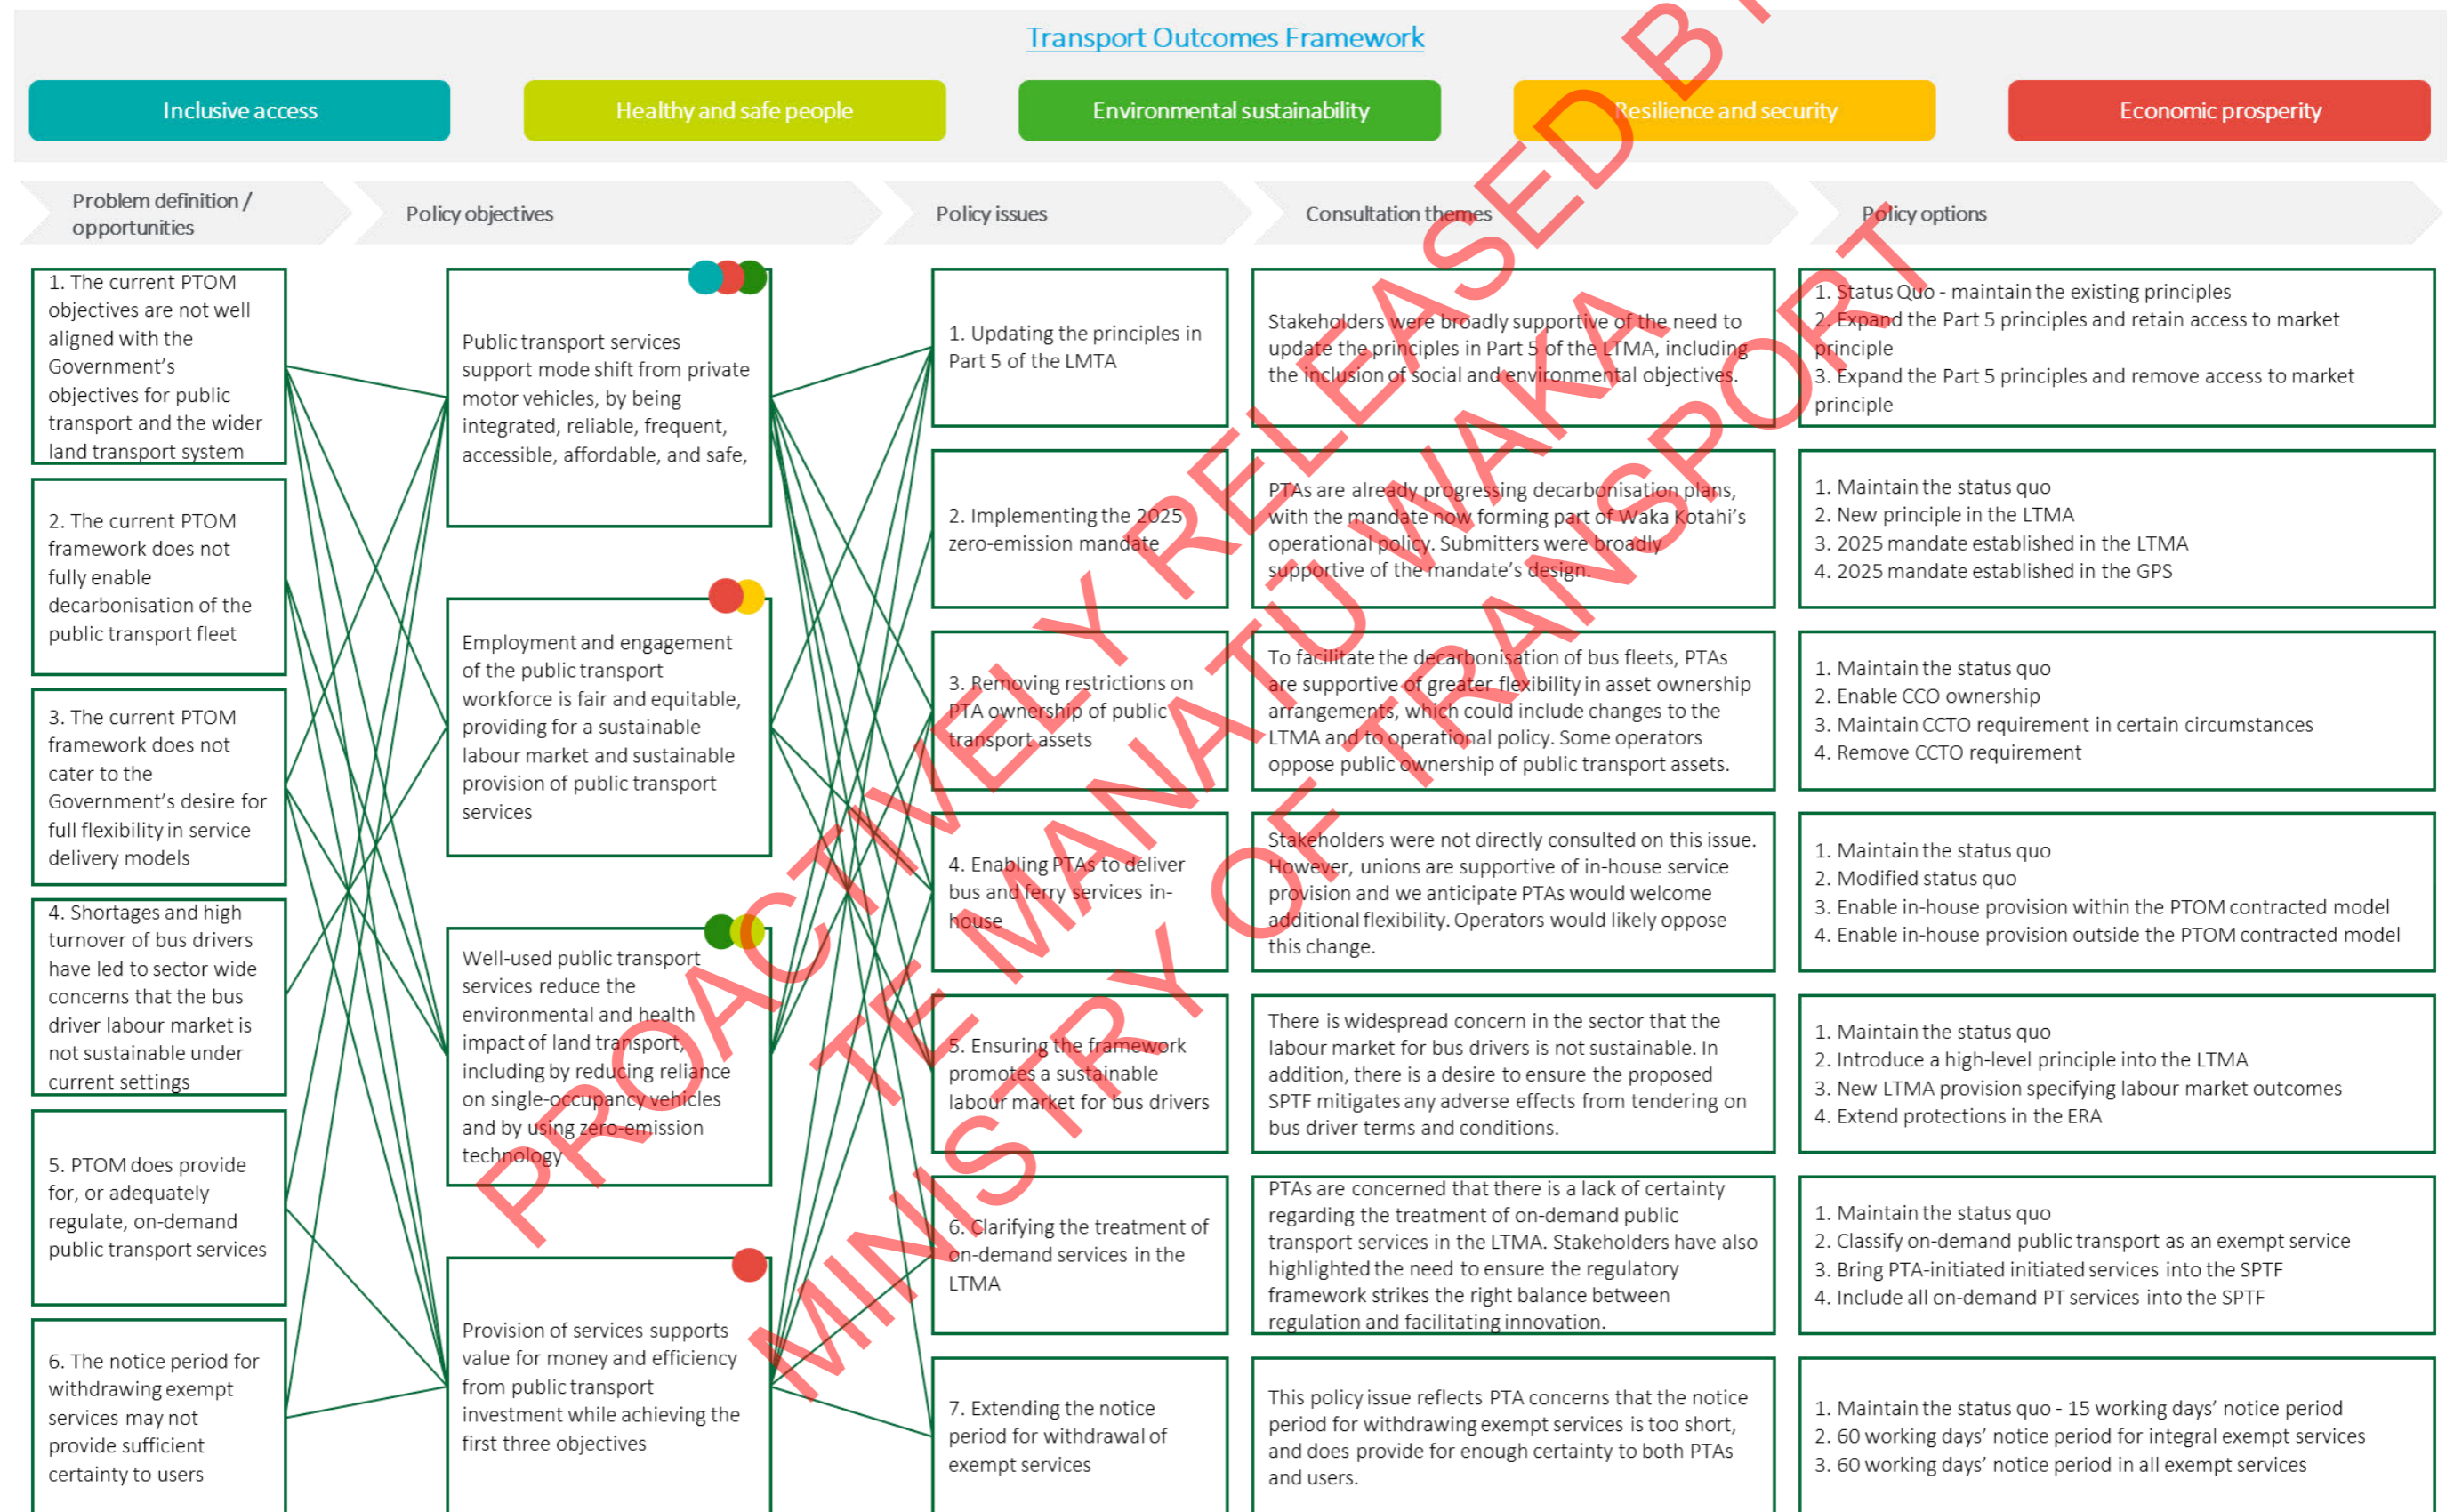 Transport Outcomes Framework
Inclusive access
Healthy and safe people
Environmental sustainability
Resilience and security
Economic prosperity
Problem definition /
opportunities
Policy objectives
Policy issues
Consultation themes
Policy options
1. The current PTOM
objectives are not well
aligned with the
Government's
objectives for public
transport and the wider
land transport system
2. The current PTOM
framework does not
fully enable
decarbonisation of the
public transport fleet
3. The current PTOM
framework does not
cater to the
Government's desire for
full flexibility in service
delivery models
4. Shortages and high
turnover of bus drivers
have led to sector wide
concerns that the bus
driver labour market is
not sustainable under
current settings
5. PTOM does provide
for, or adequately
regulate, on-demand
public transport services
6. The notice period for
withdrawing exempt
services may not
provide sufficient
certainty to users
Public transport services
support mode shift from private
motor vehicles, by being
integrated, reliable, frequent,
accessible, affordable, and safe,
Employment and engagement
of the public transport
workforce is fair and equitable,
providing for a sustainable
labour market and sustainable
provision of public transport
services
Well-used public transport
services reduce the
environmental and health
impact of land transport,
including by reducing reliance
on single-occupancy vehicles
and by using zero-emission
technology
Provision of services supports
value for money and efficiency
from public transport
investment while achieving the
first three objectives
1. Updating the principles in
Part 5 of the LMTA
2. Implementing the 2025
zero-emission mandate
3. Removing restrictions on
PTA ownership of public
transport assets
4. Enabling PTAs to deliver
bus and ferry services in-
house
5. Ensuring the framework
promotes a sustainable
labour market for bus drivers
6. Clarifying the treatment of
on-demand services in the
LTMA
7. Extending the notice
period for withdrawal of
exempt services
Stakeholders were broadly supportive of the need to
update the principles in Part 5 of the LTMA, including
the inclusion of social and environmental objectives.
PTAs are already progressing decarbonisation plans,
with the mandate now forming part of Waka Kotahi's
operational policy. Submitters were broadly
supportive of the mandate's design.
To facilitate the decarbonisation of bus fleets, PTAs
are supportive of greater flexibility in asset ownership
arrangements, which could include changes to the
LTMA and to operational policy. Some operators
oppose public ownership of public transport assets.
Stakeholders were not directly consulted on this issue.
However, unions are supportive of in-house service
provision and we anticipate PTAs would welcome
additional flexibility. Operators would likely oppose
this change.
There is widespread concern in the sector that the
labour market for bus drivers is not sustainable. In
addition, there is a desire to ensure the proposed
SPTF mitigates any adverse effects from tendering on
bus driver terms and conditions.
PTAs are concerned that there is a lack of certainty
regarding the treatment of on-demand public
transport services in the LTMA. Stakeholders have also
highlighted the need to ensure the regulatory
framework strikes the right balance between
regulation and facilitating innovation.
This policy issue reflects PTA concerns that the notice
period for withdrawing exempt services is too short,
and does provide for enough certainty to both PTAs
and users.
1. Status Quo - maintain the existing principles
2. Expand the Part 5 principles and retain access to market
principle
3. Expand the Part 5 principles and remove access to market
principle
1. Maintain the status quo
2. New principle in the LTMA
3. 2025 mandate established in the LTMA
4. 2025 mandate established in the GPS
1. Maintain the status quo
2. Enable CCO ownership
3. Maintain CCTO requirement in certain circumstances
4. Remove CCTO requirement
1. Maintain the status quo
2. Modified status quo
3. Enable in-house provision within the PTOM contracted model
4. Enable in-house provision outside the PTOM contracted model
1. Maintain the status quo
2. Introduce a high-level principle into the LTMA
3. New LTMA provision specifying labour market outcomes
4. Extend protections in the ERA
1. Maintain the status quo
2. Classify on-demand public transport as an exempt service
3. Bring PTA-initiated initiated services into the SPTF
4. Include all on-demand PT services into the SPTF
1. Maintain the status quo - 15 working days' notice period
2. 60 working days' notice period for integral exempt services
3. 60 working days' notice period in all exempt services
PROACTIVELY RELEASED B
TE MANATŪ WAKA
MINISTRY OF TRANSPORT